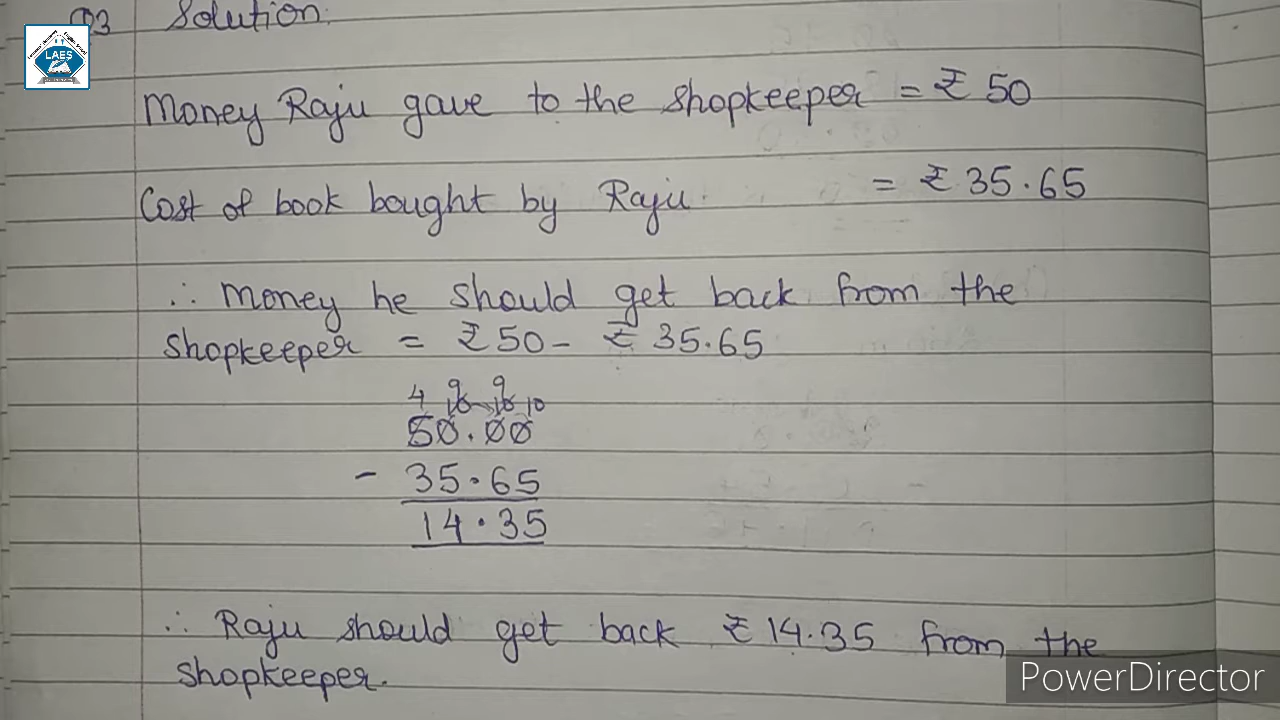 Q3 Solution.
LAES
Money Raju gave to the shopkeeper = ₹ 50
Cost of book bought by Raju. = ₹ 35.65
∴ Money he should get back from the
shopkeeper = ₹ 50 - ₹ 35.65
4 9 9
10 10 10
50.00
- 35.65
14.35
∴ Raju should get back ₹ 14.35 from the
shopkeeper.
PowerDirector